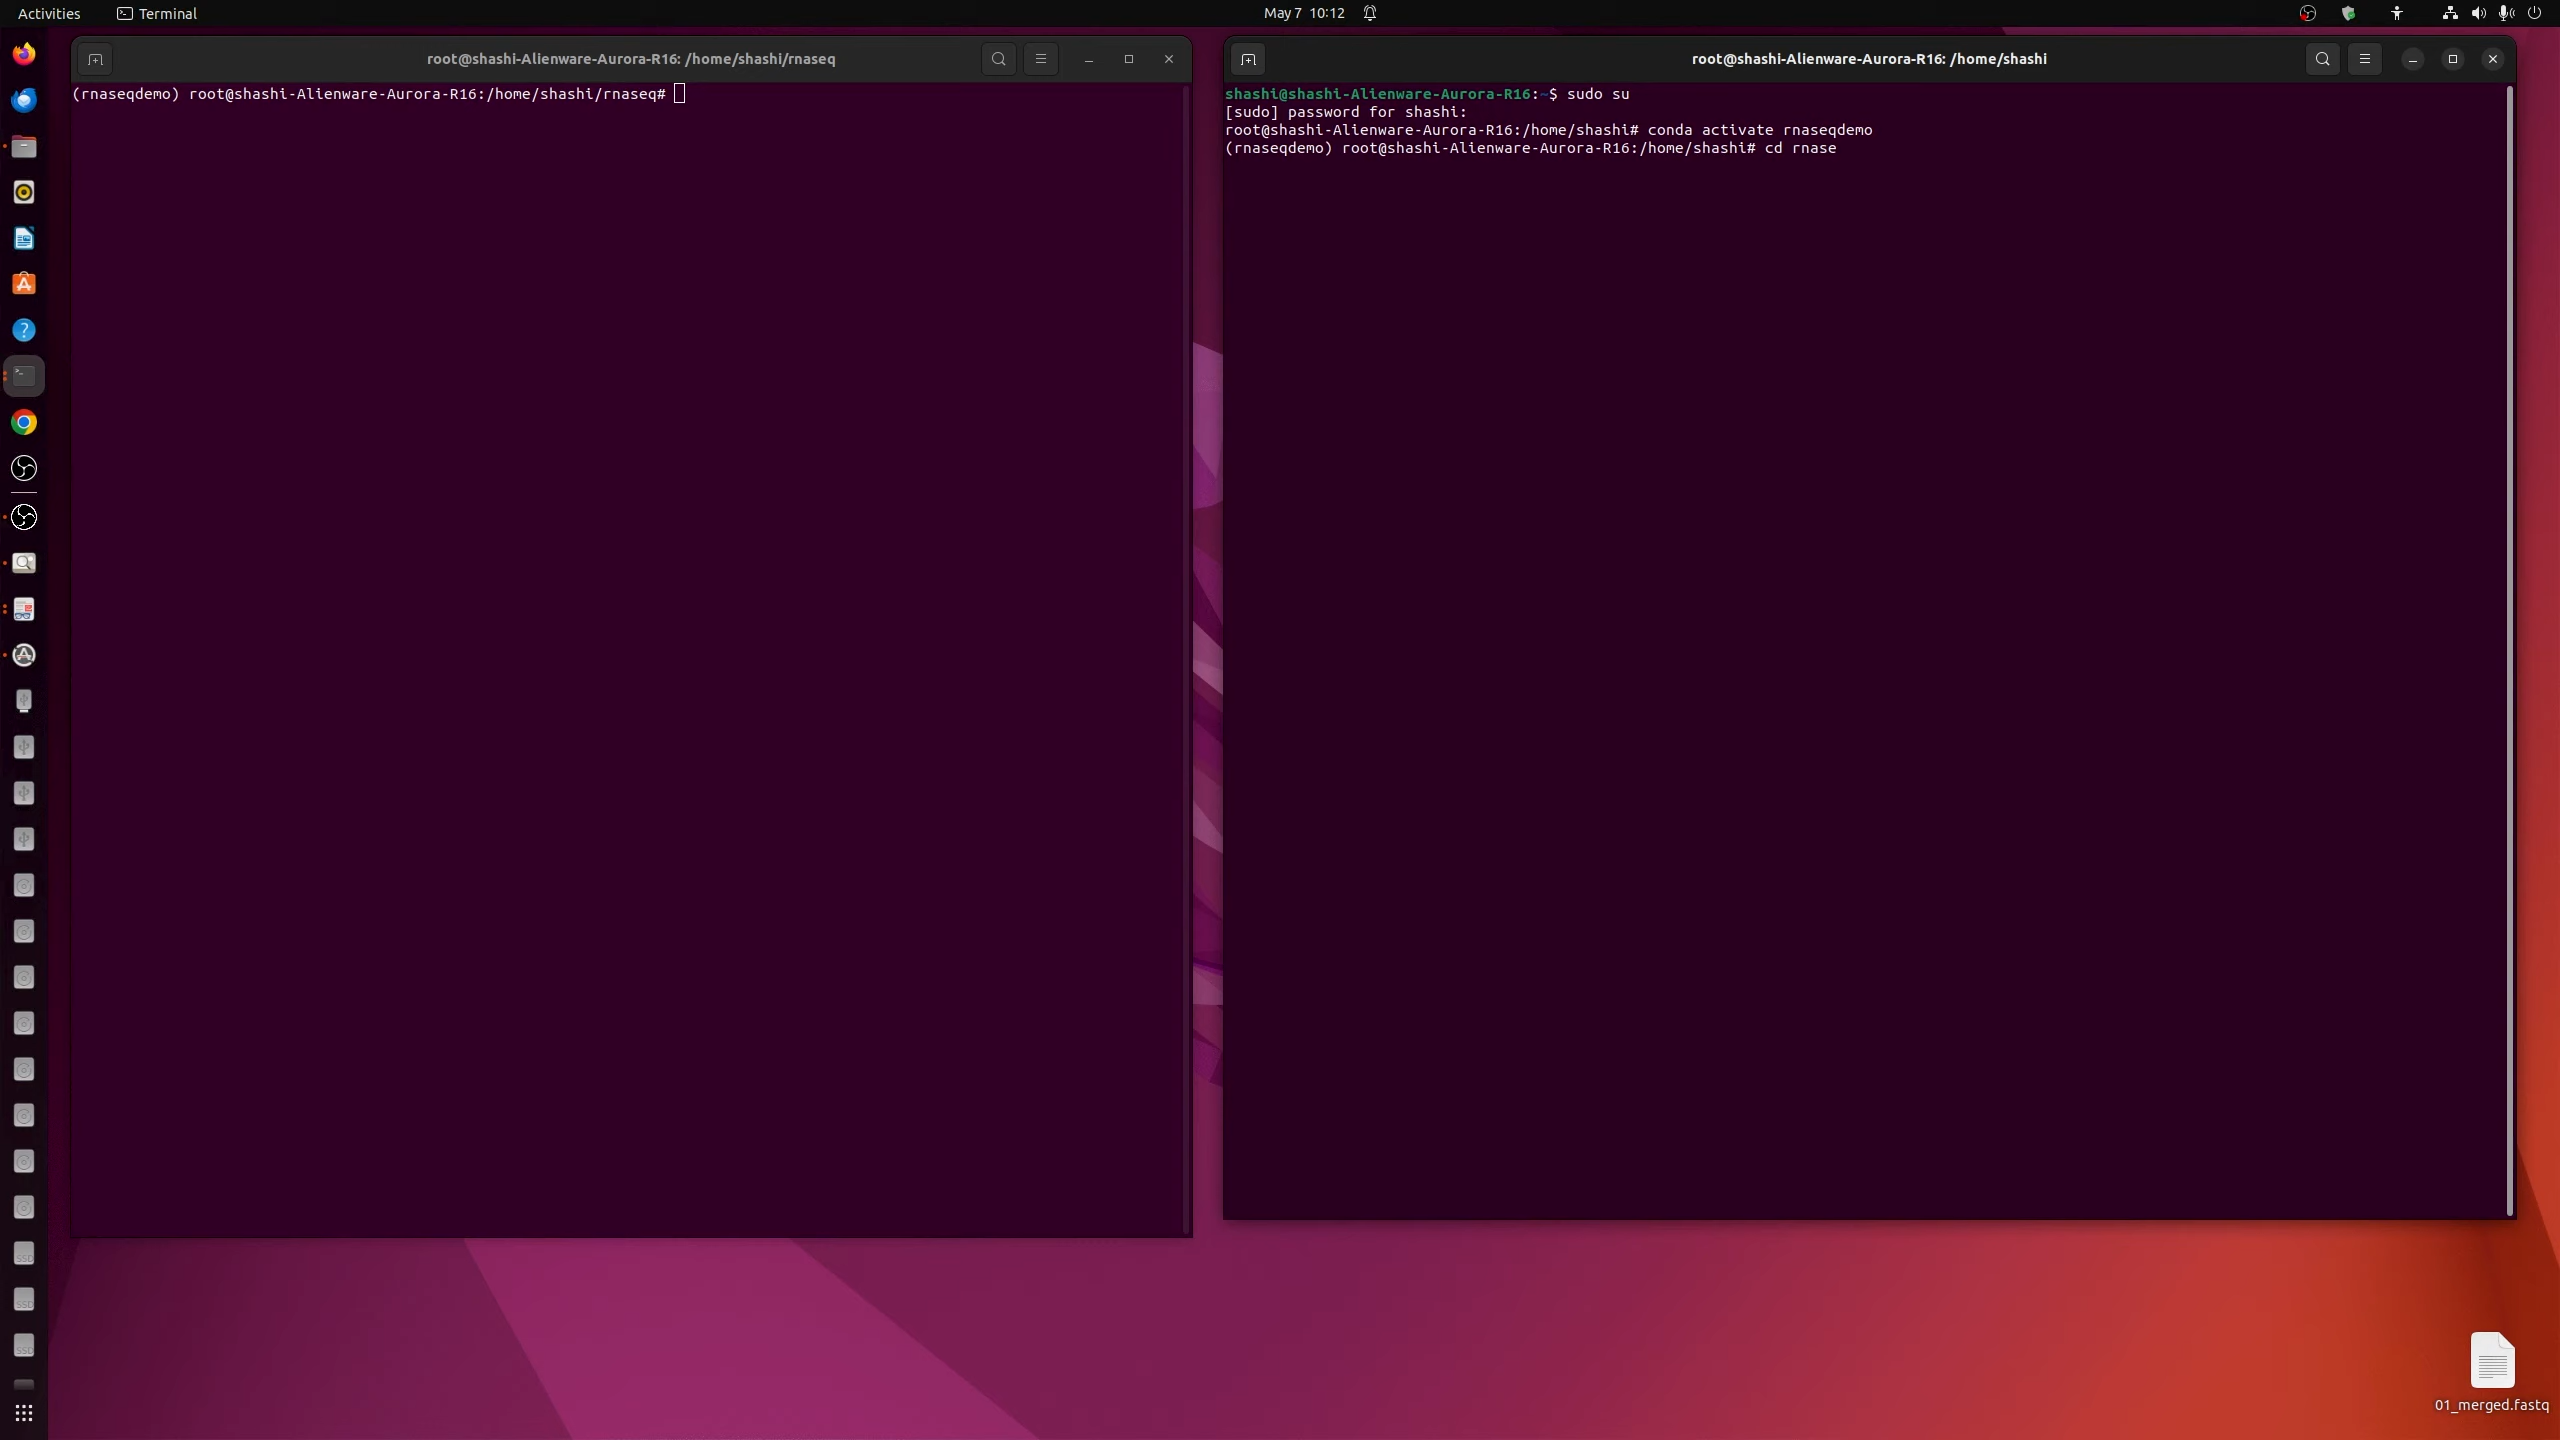 Activities
Terminal
May 7 10:12
root@shashi-Alienware-Aurora-R16: /home/shashi/rnaseq
(rnaseqdemo) root@shashi-Alienware-Aurora-R16:/home/shashi/rnaseq#
root@shashi-Alienware-Aurora-R16: /home/shashi
shashi@shashi-Alienware-Aurora-R16:~$ sudo su
[sudo] password for shashi:
root@shashi-Alienware-Aurora-R16:/home/shashi# conda activate rnaseqdemo
(rnaseqdemo) root@shashi-Alienware-Aurora-R16:/home/shashi# cd rnase
SSD
SSD
SSD
01_merged.fastq